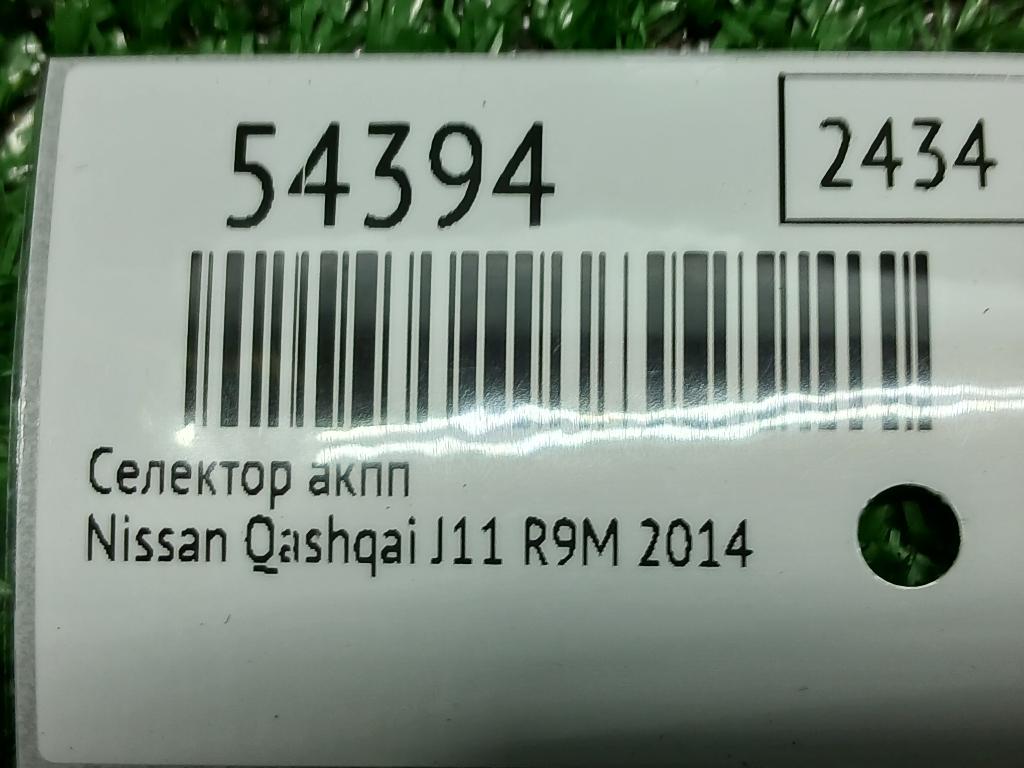 54394
2434
Селектор акпп
Nissan Qashqai J11 R9M 2014